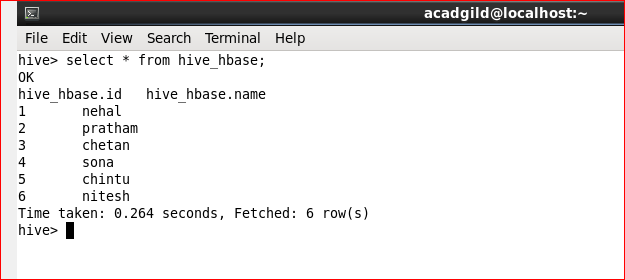 acadgild@localhost:~
File Edit View Search Terminal Help
hive> select * from hive_hbase;
OK
hive_hbase.id   hive_hbase.name
1       nehal
2       pratham
3       chetan
4       sona
5       chintu
6       nitesh
Time taken: 0.264 seconds, Fetched: 6 row(s)
hive>